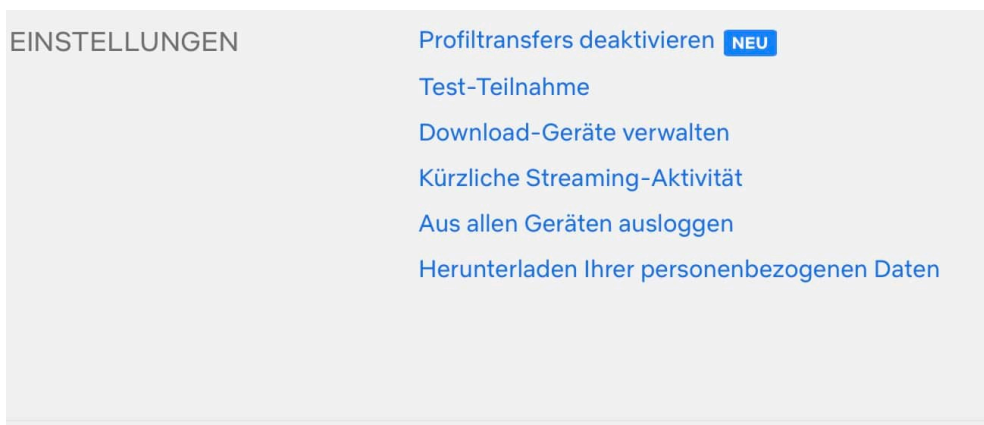 EINSTELLUNGEN
Profiltransfers deaktivieren NEU
Test-Teilnahme
Download-Geräte verwalten
Kürzliche Streaming-Aktivität
Aus allen Geräten ausloggen
Herunterladen Ihrer personenbezogenen Daten